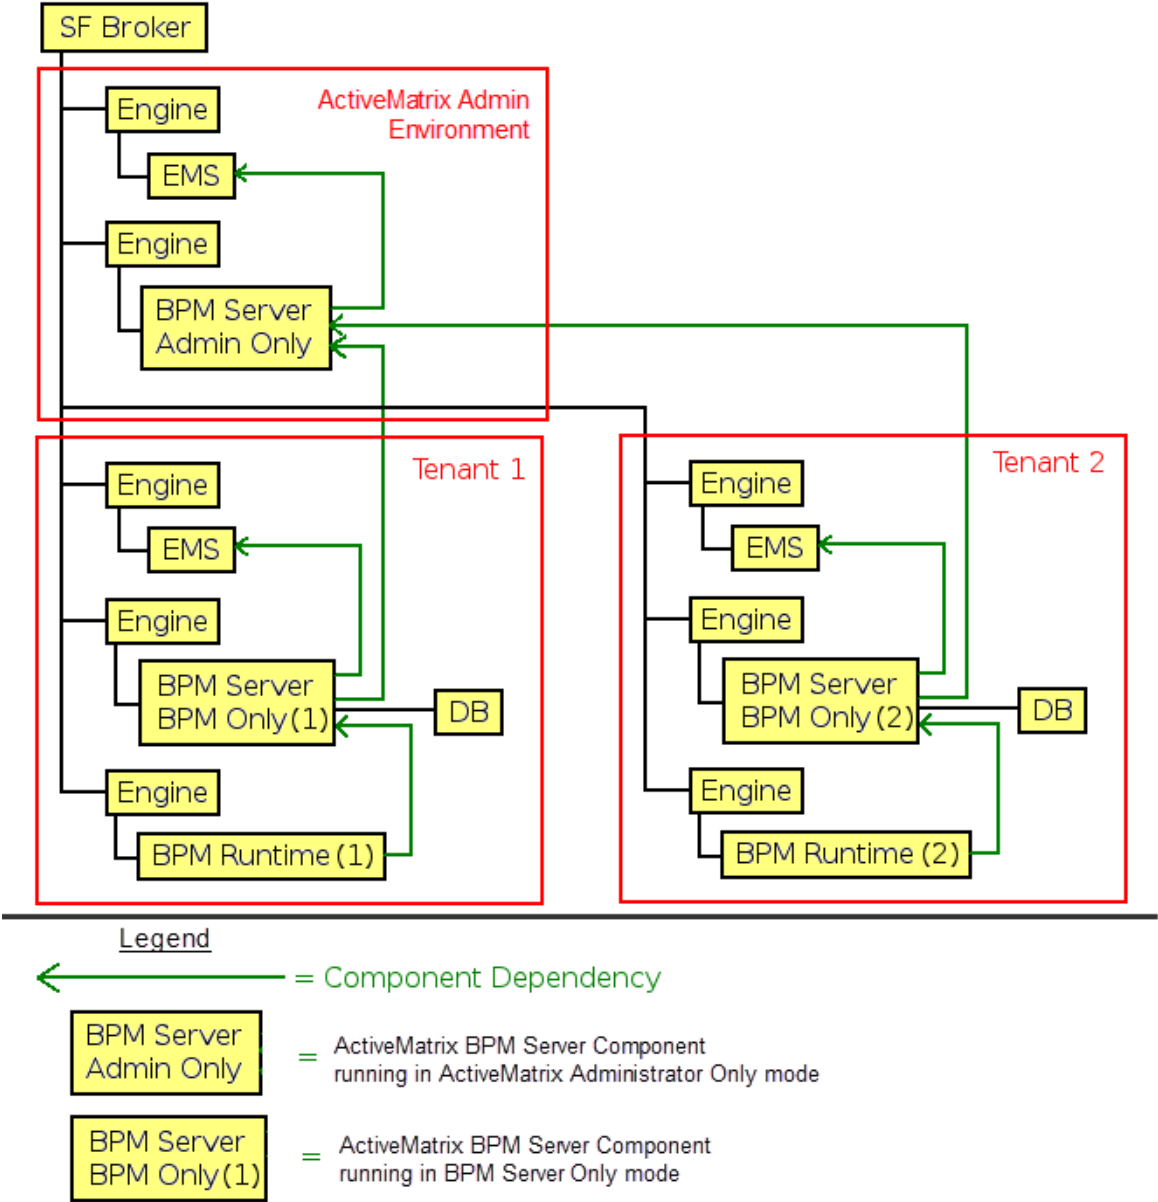 SF Broker
ActiveMatrix Admin
Environment
Engine
EMS
Engine
BPM Server
Admin Only
Tenant 1
Engine
EMS
Engine
BPM Server
BPM Only(1)
DB
Engine
BPM Runtime(1)
Tenant 2
Engine
EMS
Engine
BPM Server
BPM Only(2)
DB
Engine
BPM Runtime(2)
Legend
= Component Dependency
BPM Server
Admin Only
= ActiveMatrix BPM Server Component
running in ActiveMatrix Administrator Only mode
BPM Server
BPM Only(1)
= ActiveMatrix BPM Server Component
running in BPM Server Only mode